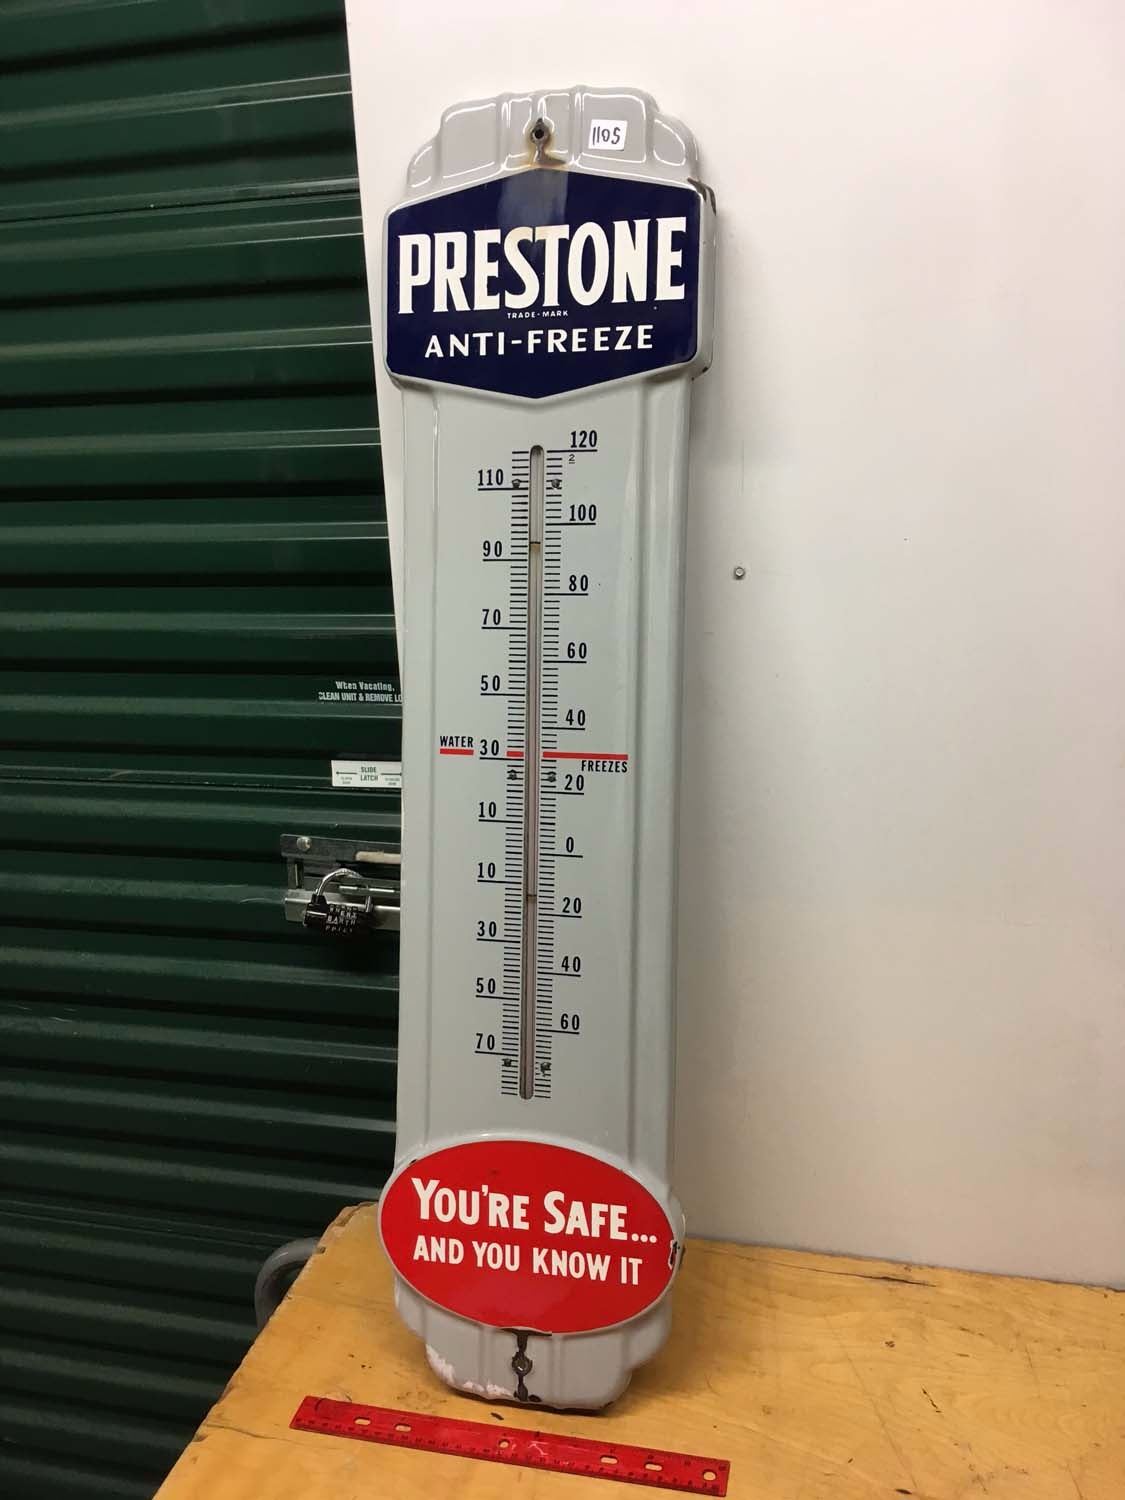 1105
PRESTONE
TRADE-MARK
ANTI-FREEZE
120
2
110
100
90
80
70
60
50
40
WATER 30
FREEZES
20
10
0
10
20
30
40
50
60
70
YOU'RE SAFE...
AND YOU KNOW IT
When Vacating,
CLEAN UNIT & REMOVE LO
SLIDE
LATCH